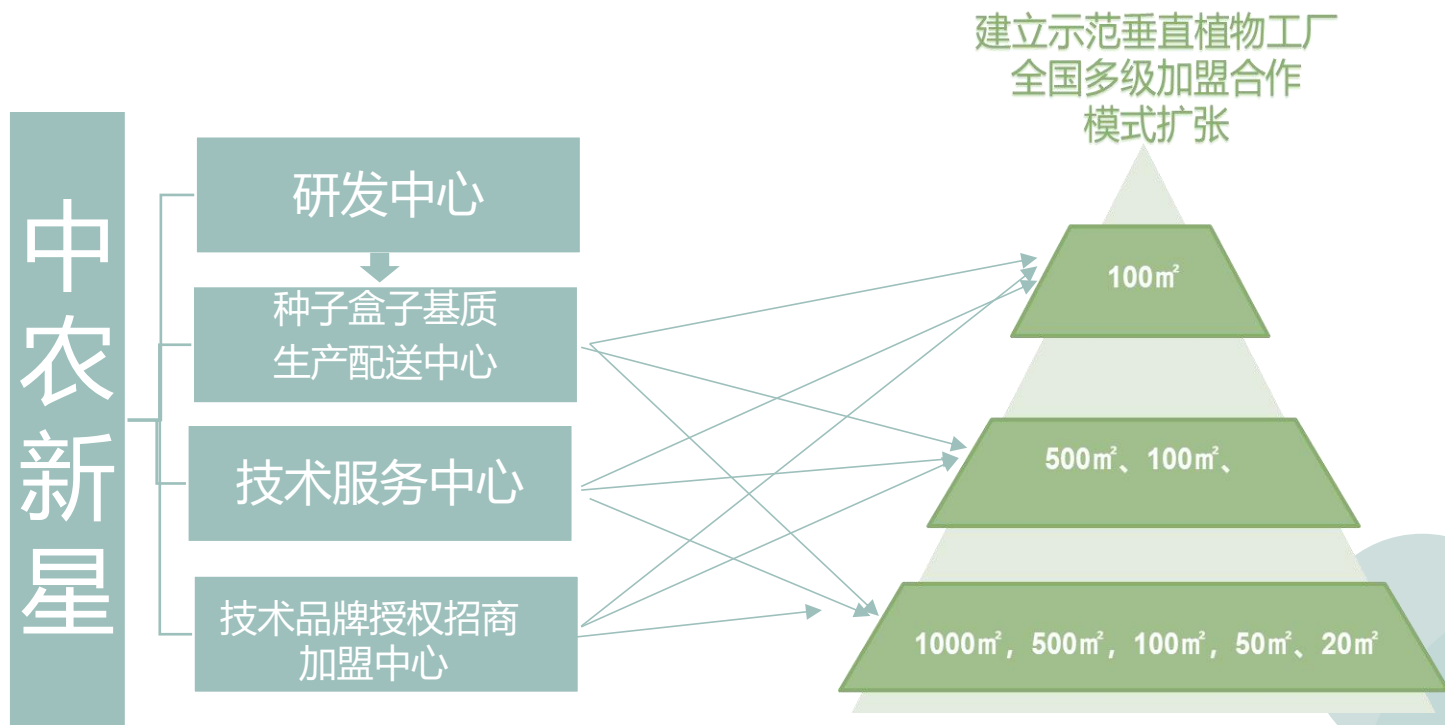 中农新星
研发中心
种子盒子基质
生产配送中心
技术服务中心
技术品牌授权招商
加盟中心
建立示范垂直植物工厂
全国多级加盟合作
模式扩张
100㎡
500㎡、100㎡、
1000㎡，500㎡，100㎡，50㎡、20㎡